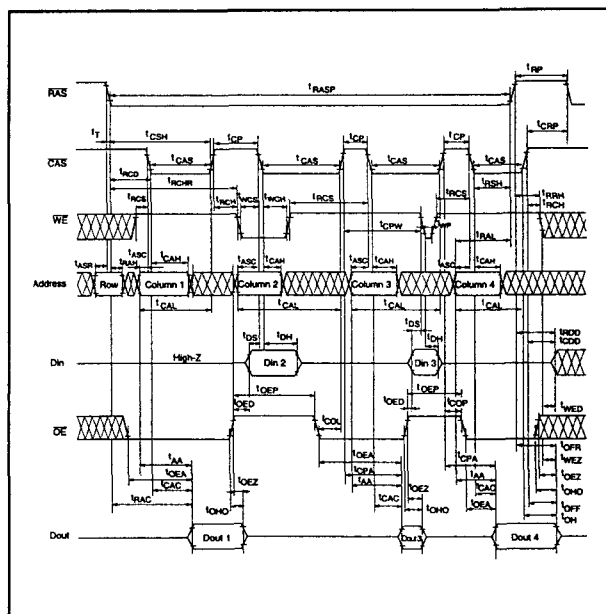 tRP
RAS
tRASP
tCRP
tT
tCSH
tCP
tCP
tCP
CAS
tCAS
tCAS
tCAS
tCAS
tRCD
tRCHR
tRCS
tRCH
tWCS
tWCH
tRCS
tRCS
tRSH
tRRH
tRCH
WE
tWP
tCPW
tRAL
tASR
tRAH
tASC
tCAH
tASC
tCAH
tASC
tCAH
tASC
tCAH
Address
Row
Column 1
Column 2
Column 3
Column 4
tCAL
tCAL
tCAL
tCAL
tDS
tDH
tDS
tDH
tRDD
tCDD
Din
High-Z
Din 2
Din 3
tOEP
tOEP
tWED
tOED
tOED
tCOP
OE
tCOL
tOFR
tWEZ
tAA
tOEA
tCAC
tRAC
tOEZ
tOHO
tOEA
tCPA
tAA
tCAC
tOEZ
tOHO
tCPA
tAA
tCAC
tOEA
tOEZ
tOHO
tOFF
tOH
Dout
Dout 1
Dout 3
Dout 4